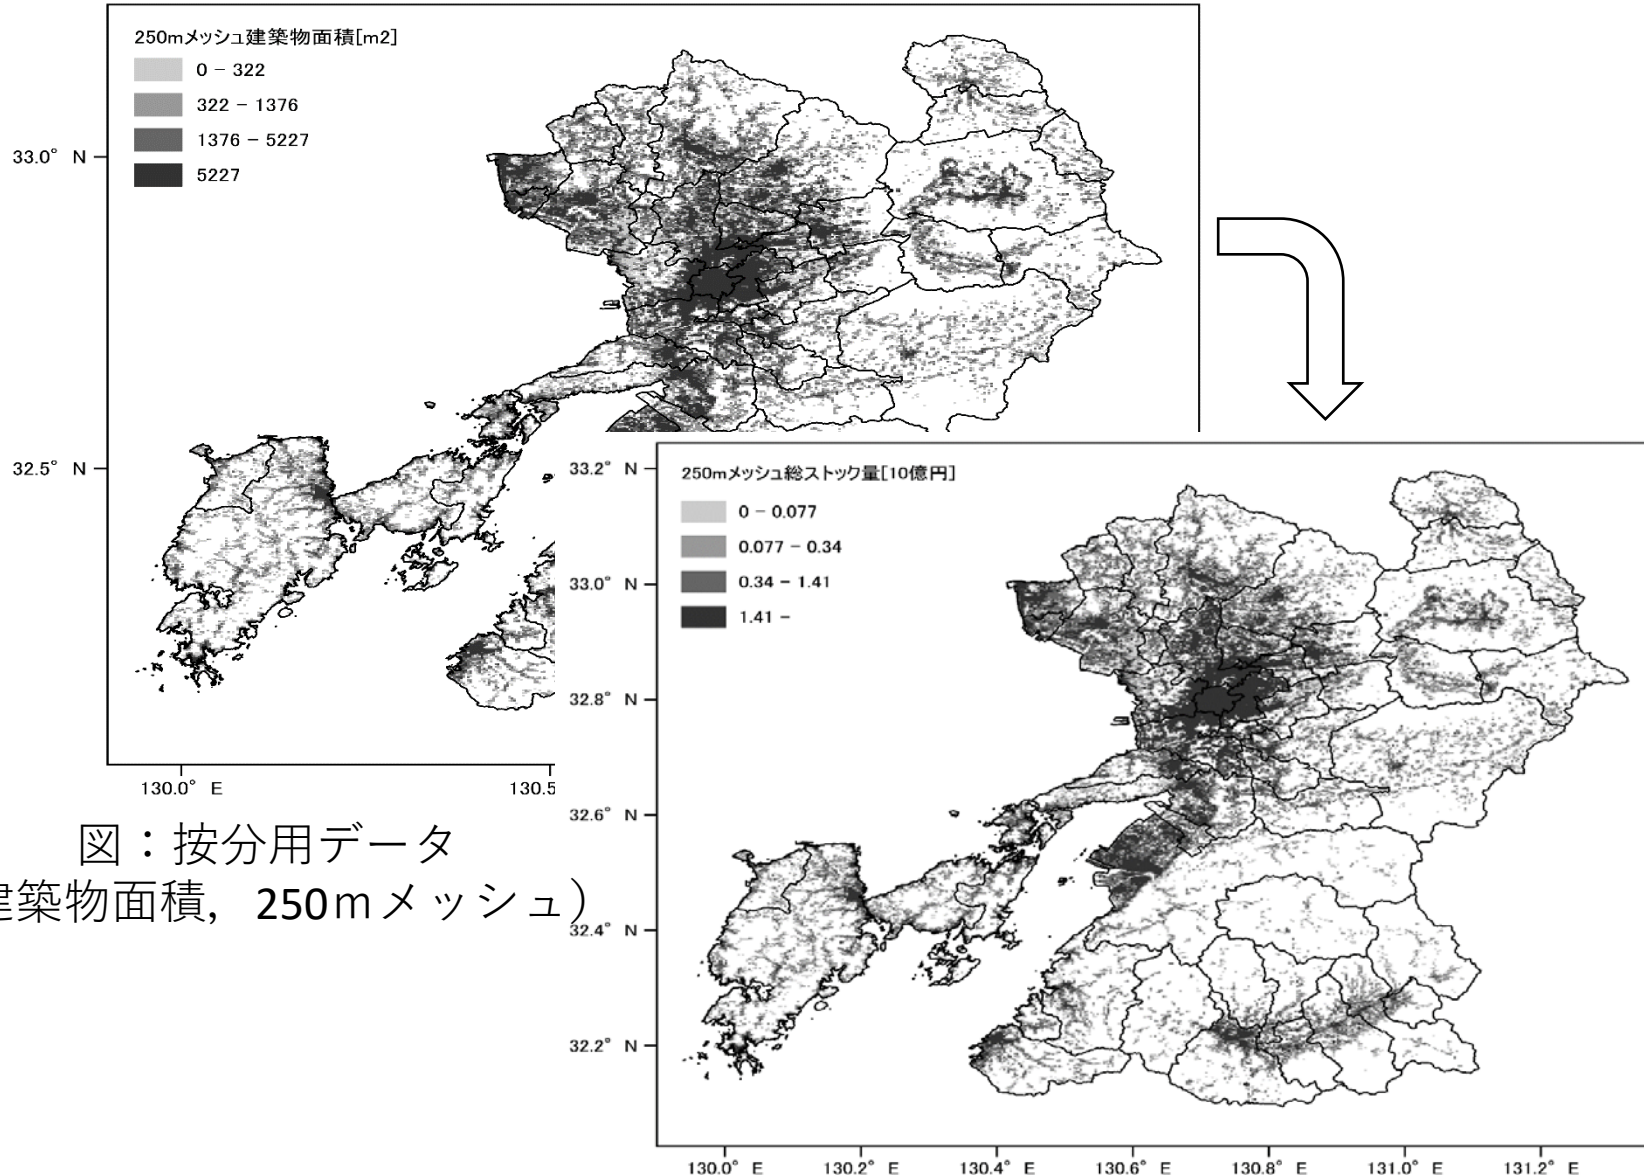 250mメッシュ建築物面積[m2]
0 - 322
322 - 1376
1376 - 5227
5227
33.0° N
32.5° N
130.0° E
130.5
図：按分用データ
建築物面積，250ｍメッシュ）
250mメッシュ総ストック量[10億円]
0 - 0.077
0.077 - 0.34
0.34 - 1.41
1.41 -
33.2° N
33.0° N
32.8° N
32.6° N
32.4° N
32.2° N
130.0° E
130.2° E
130.4° E
130.6° E
130.8° E
131.0° E
131.2° E